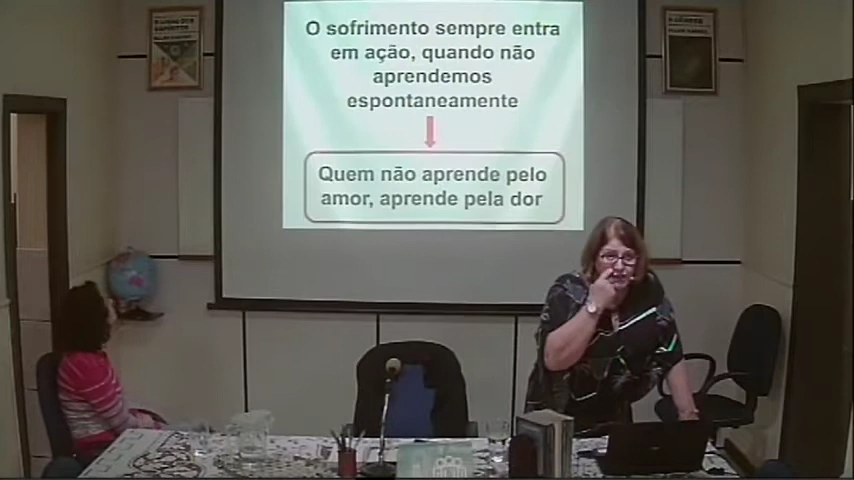 O sofrimento sempre entra
em ação, quando não
aprendemos
espontaneamente
Quem não aprende pelo
amor, aprende pela dor